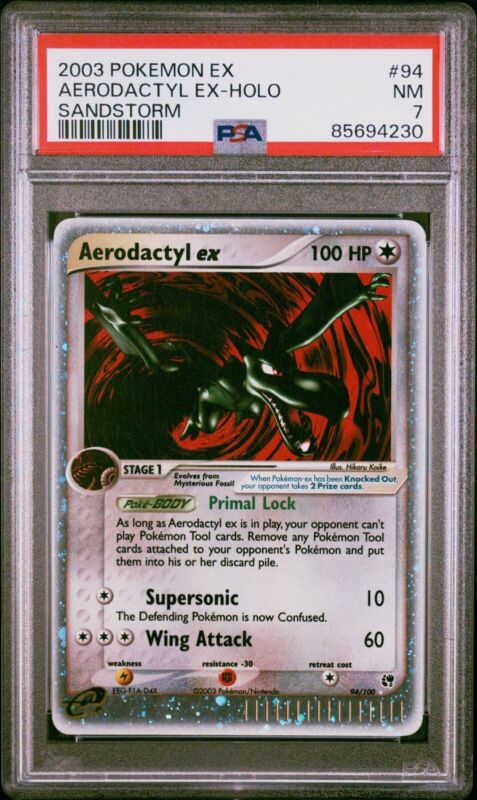 2003 POKEMON EX #94
AERODACTYL EX-HOLO NM
SANDSTORM 7
PSA 85694230
Aerodactyl ex 100 HP
Illus. Hikaru Koike
STAGE 1
Evolves from
Mysterious Fossil
When Pokémon-ex has been Knocked Out,
your opponent takes 2 Prize cards.
Poké-BODY Primal Lock
As long as Aerodactyl ex is in play, your opponent can't
play Pokémon Tool cards. Remove any Pokémon Tool
cards attached to your opponent's Pokémon and put
them into his or her discard pile.
Supersonic 10
The Defending Pokémon is now Confused.
Wing Attack 60
weakness resistance -30 retreat cost
EEG-F1A-D4X ©2003 Pokémon/Nintendo 94/100
e
PSA